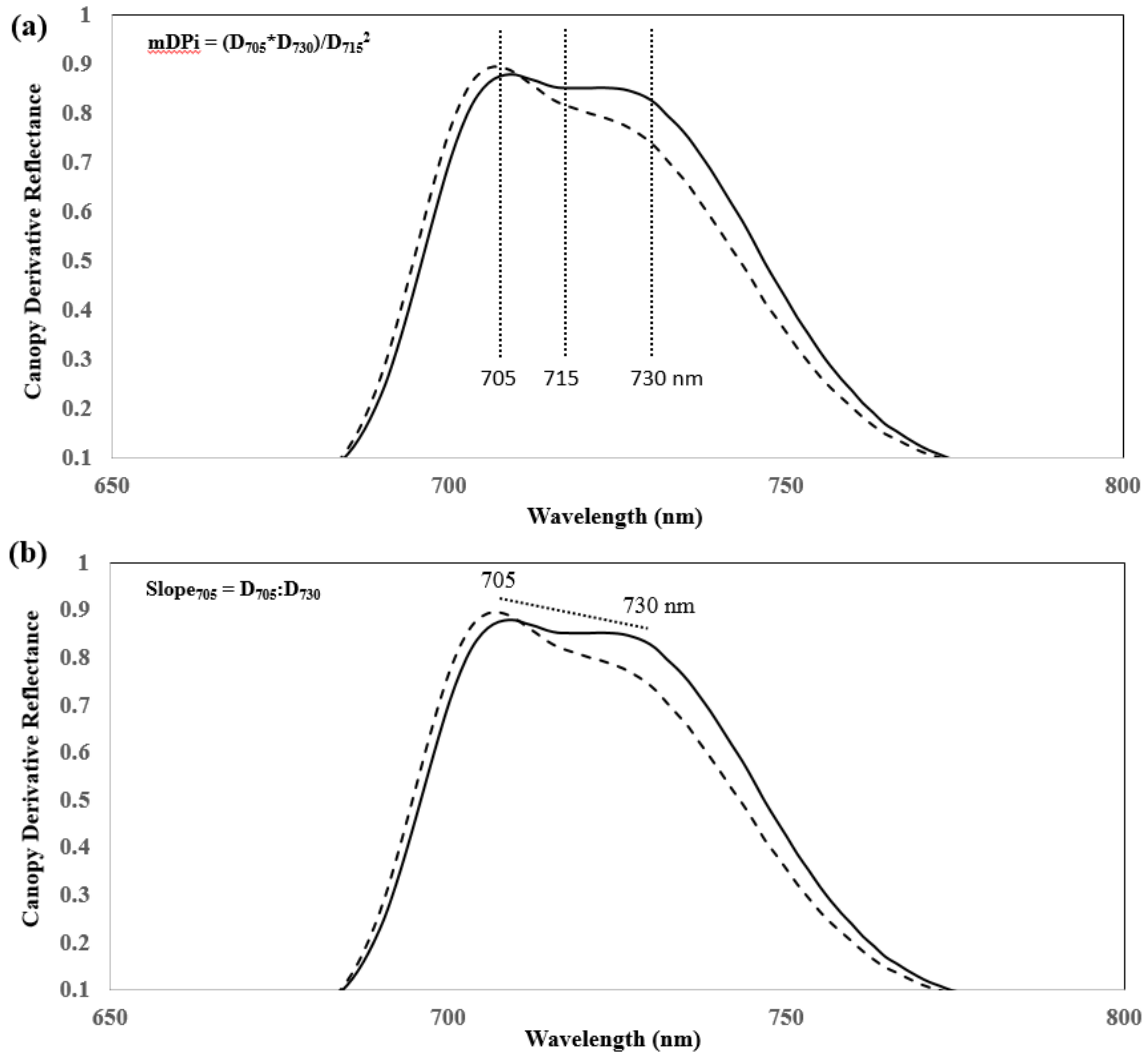 (a)
mDPi = (D₇₀₅*D₇₃₀)/D₇₁₅²
Canopy Derivative Reflectance
1
0.9
0.8
0.7
0.6
0.5
0.4
0.3
0.2
0.1
705 715 730 nm
650 700 750 800
Wavelength (nm)
(b)
Slope₇₀₅ = D₇₀₅:D₇₃₀
Canopy Derivative Reflectance
1
0.9
0.8
0.7
0.6
0.5
0.4
0.3
0.2
0.1
705
730 nm
650 700 750 800
Wavelength (nm)